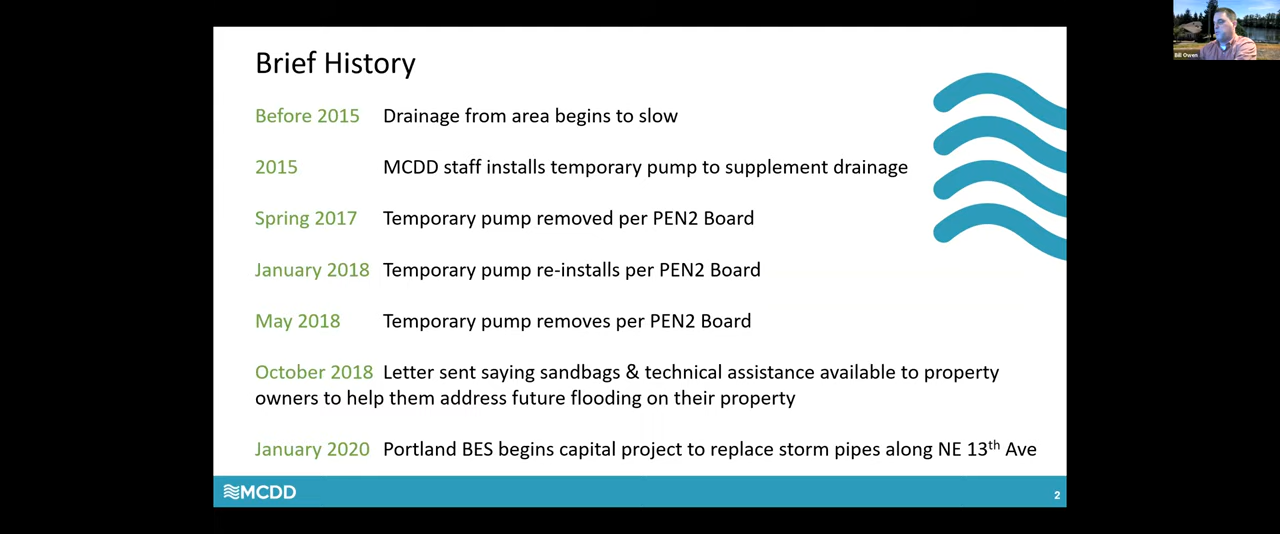 Brief History
Before 2015 Drainage from area begins to slow
2015 MCDD staff installs temporary pump to supplement drainage
Spring 2017 Temporary pump removed per PEN2 Board
January 2018 Temporary pump re-installs per PEN2 Board
May 2018 Temporary pump removes per PEN2 Board
October 2018 Letter sent saying sandbags & technical assistance available to property
owners to help them address future flooding on their property
January 2020 Portland BES begins capital project to replace storm pipes along NE 13th Ave
MCDD
2
Bill Owen